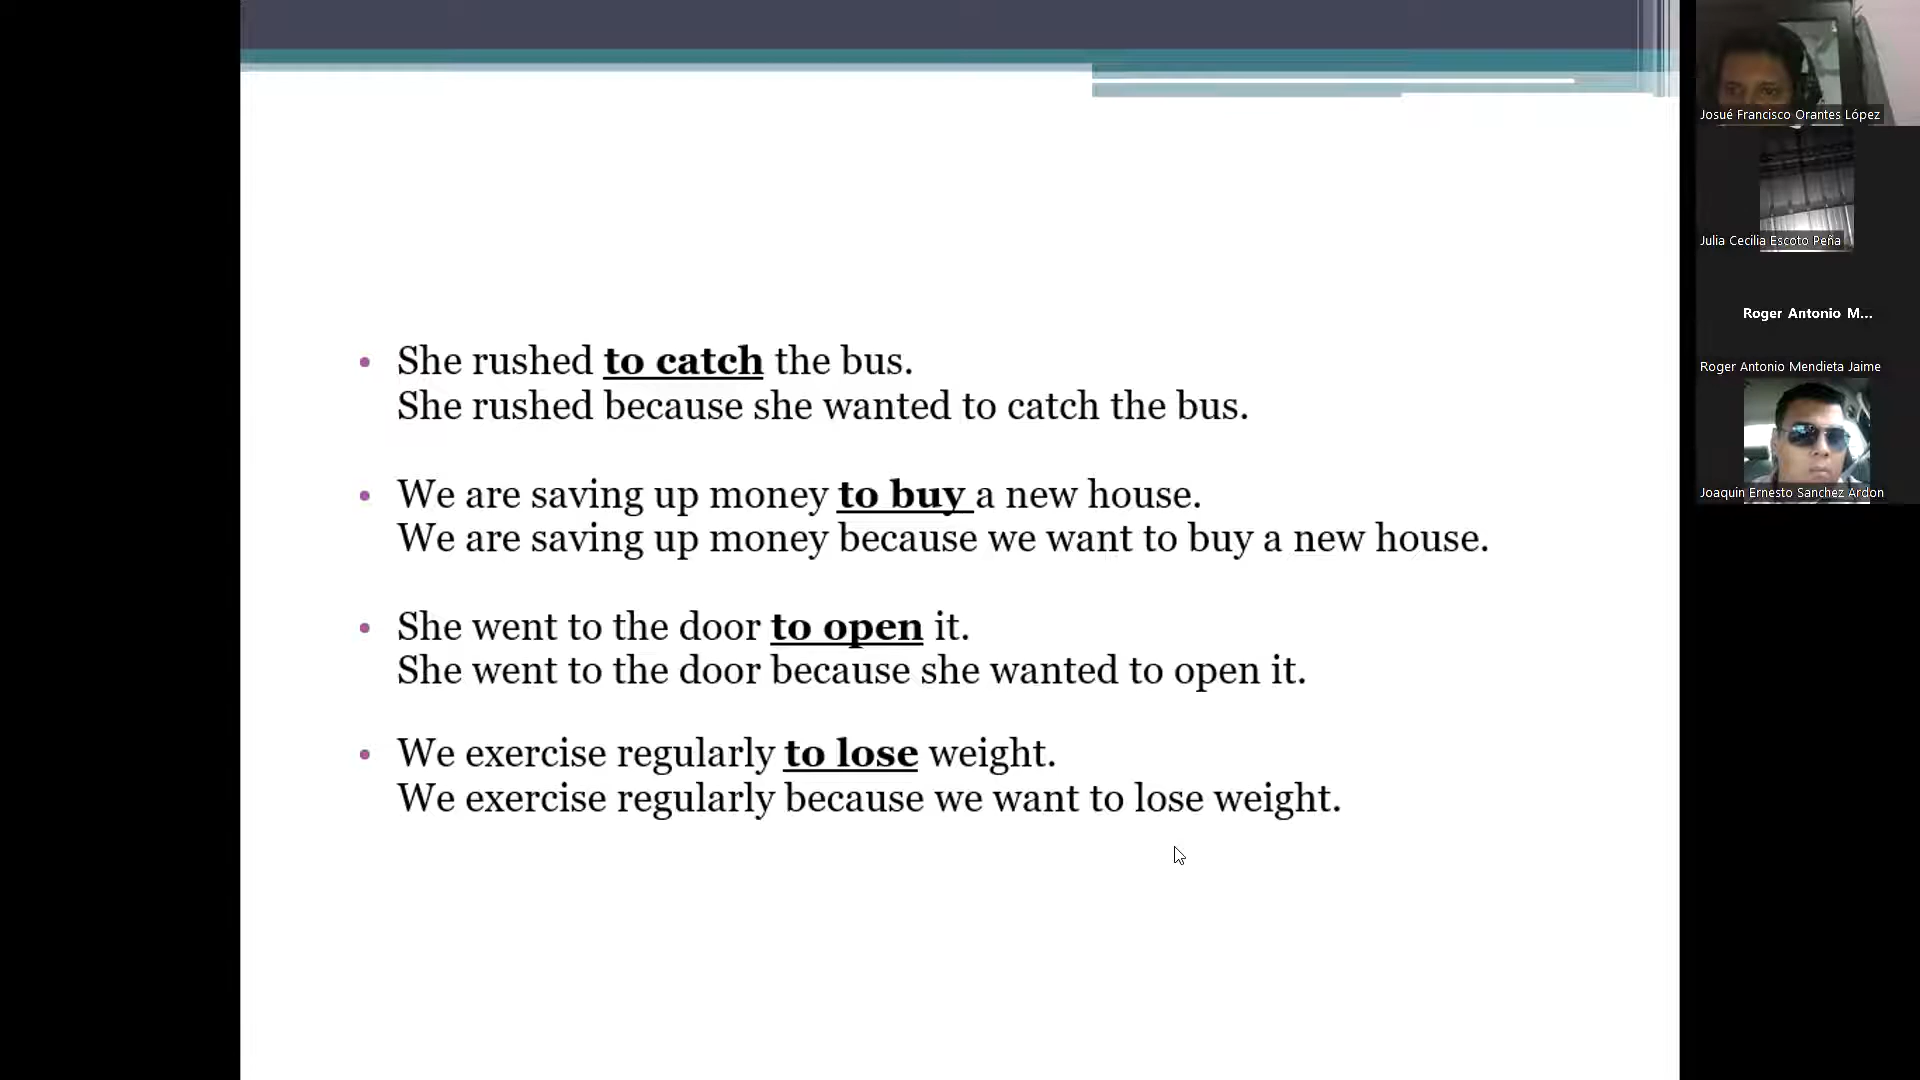 • She rushed to catch the bus.
She rushed because she wanted to catch the bus.
• We are saving up money to buy a new house.
We are saving up money because we want to buy a new house.
• She went to the door to open it.
She went to the door because she wanted to open it.
• We exercise regularly to lose weight.
We exercise regularly because we want to lose weight.
Josué Francisco Orantes López
Julia Cecilia Escoto Peña
Roger Antonio M...
Roger Antonio Mendieta Jaime
Joaquin Ernesto Sanchez Ardon